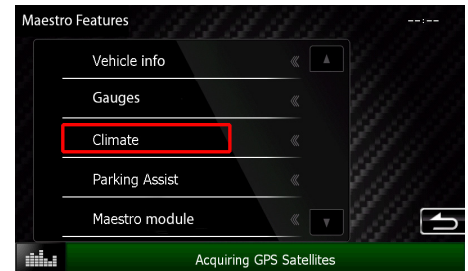 Maestro Features
--:--
Vehicle info
Gauges
Climate
Parking Assist
Maestro module
Acquiring GPS Satellites